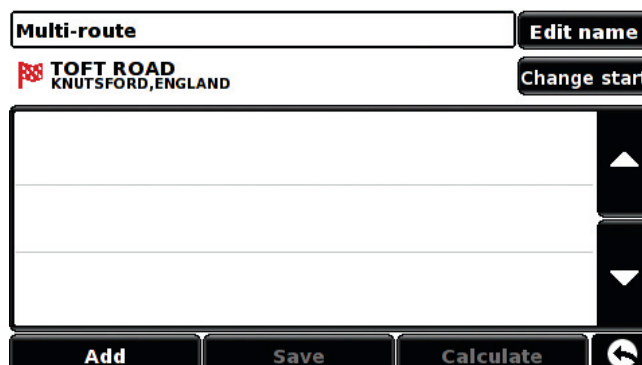 Multi-route
Edit name
TOFT ROAD
KNUTSFORD,ENGLAND
Change start
Add
Save
Calculate